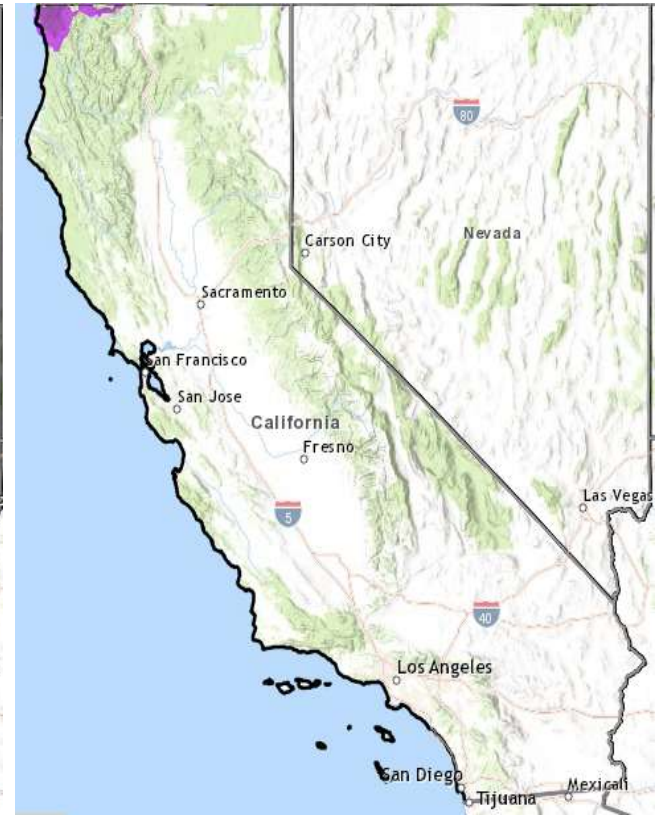 80
Carson City
Nevada
Sacramento
San Francisco
San Jose
California
Fresno
Las Vegas
5
40
Los Angeles
San Diego
Mexicali
Tijuana